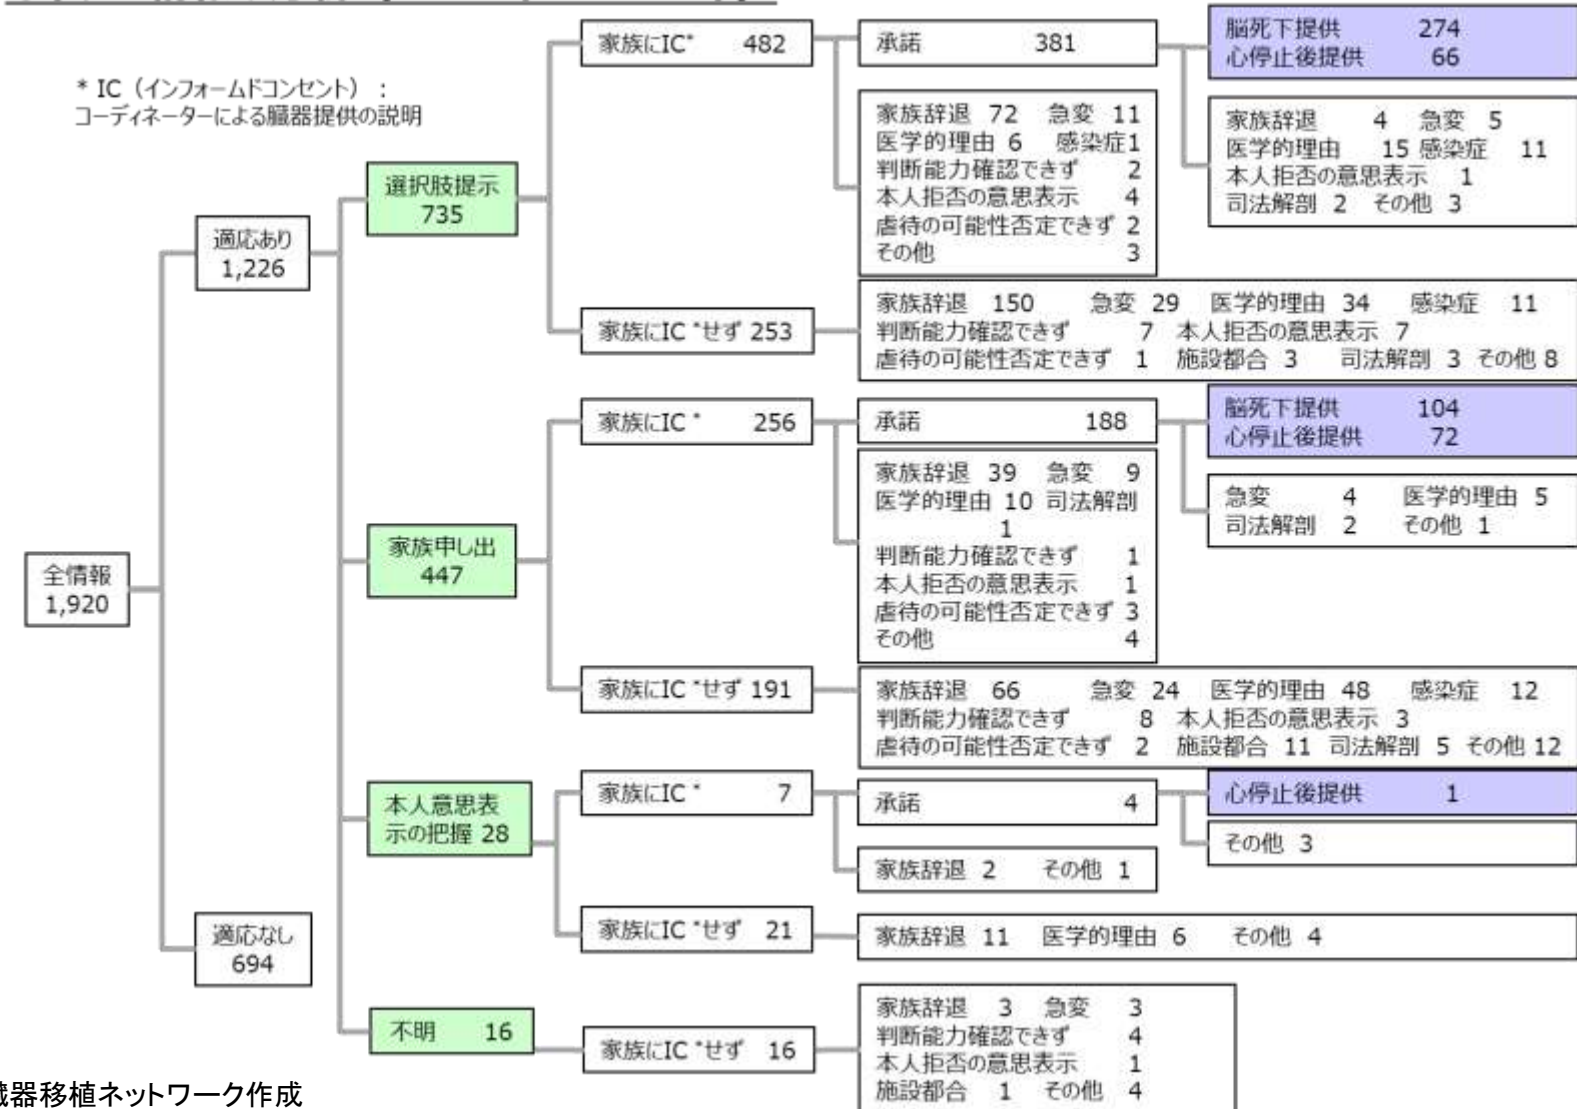 * IC（インフォームドコンセント）：
コーディネーターによる臓器提供の説明
全情報
1,920
適応あり
1,226
適応なし
694
選択肢提示
735
家族にIC* 482
承諾 381
脳死下提供 274
心停止後提供 66
家族辞退 4 急変 5
医学的理由 15 感染症 11
本人拒否の意思表示 1
司法解剖 2 その他 3
家族辞退 72 急変 11
医学的理由 6 感染症1
判断能力確認できず 2
本人拒否の意思表示 4
虐待の可能性否定できず 2
その他 3
家族にIC*せず 253
家族辞退 150 急変 29 医学的理由 34 感染症 11
判断能力確認できず 7 本人拒否の意思表示 7
虐待の可能性否定できず 1 施設都合 3 司法解剖 3 その他 8
家族申し出
447
家族にIC* 256
承諾 188
脳死下提供 104
心停止後提供 72
急変 4 医学的理由 5
司法解剖 2 その他 1
家族辞退 39 急変 9
医学的理由 10 司法解剖
1
判断能力確認できず 1
本人拒否の意思表示 1
虐待の可能性否定できず 3
その他 4
家族にIC*せず 191
家族辞退 66 急変 24 医学的理由 48 感染症 12
判断能力確認できず 8 本人拒否の意思表示 3
虐待の可能性否定できず 2 施設都合 11 司法解剖 5 その他 12
本人意思表
示の把握 28
家族にIC* 7
承諾 4
心停止後提供 1
その他 3
家族辞退 2 その他 1
家族にIC*せず 21
家族辞退 11 医学的理由 6 その他 4
不明 16
家族にIC*せず 16
家族辞退 3 急変 3
判断能力確認できず 4
本人拒否の意思表示 1
施設都合 1 その他 4
臓器移植ネットワーク作成